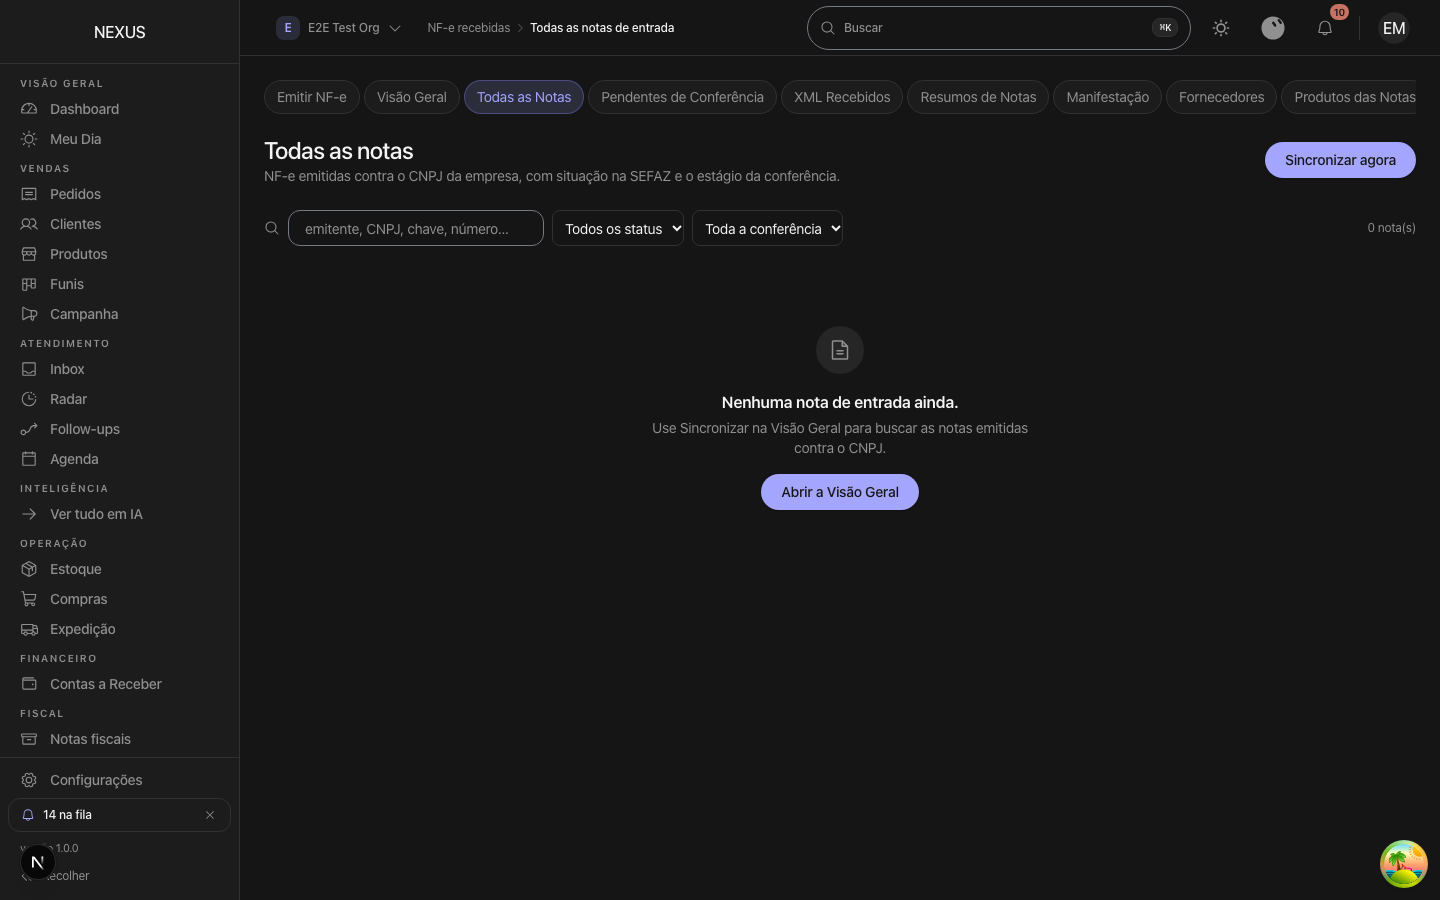 NEXUS
VISÃO GERAL
Dashboard
Meu Dia
VENDAS
Pedidos
Clientes
Produtos
Funis
Campanha
ATENDIMENTO
Inbox
Radar
Follow-ups
Agenda
INTELIGÊNCIA
Ver tudo em IA
OPERAÇÃO
Estoque
Compras
Expedição
FINANCEIRO
Contas a Receber
FISCAL
Notas fiscais
Configurações
14 na fila
1.0.0
E E2E Test Org NF-e recebidas Todas as notas de entrada
Buscar ⌘K
10
EM
Emitir NF-e Visão Geral Todas as Notas Pendentes de Conferência XML Recebidos Resumos de Notas Manifestação Fornecedores Produtos das Notas
Todas as notas
NF-e emitidas contra o CNPJ da empresa, com situação na SEFAZ e o estágio da conferência.
Sincronizar agora
emitente, CNPJ, chave, número... Todos os status Toda a conferência 0 nota(s)
Nenhuma nota de entrada ainda.
Use Sincronizar na Visão Geral para buscar as notas emitidas
contra o CNPJ.
Abrir a Visão Geral